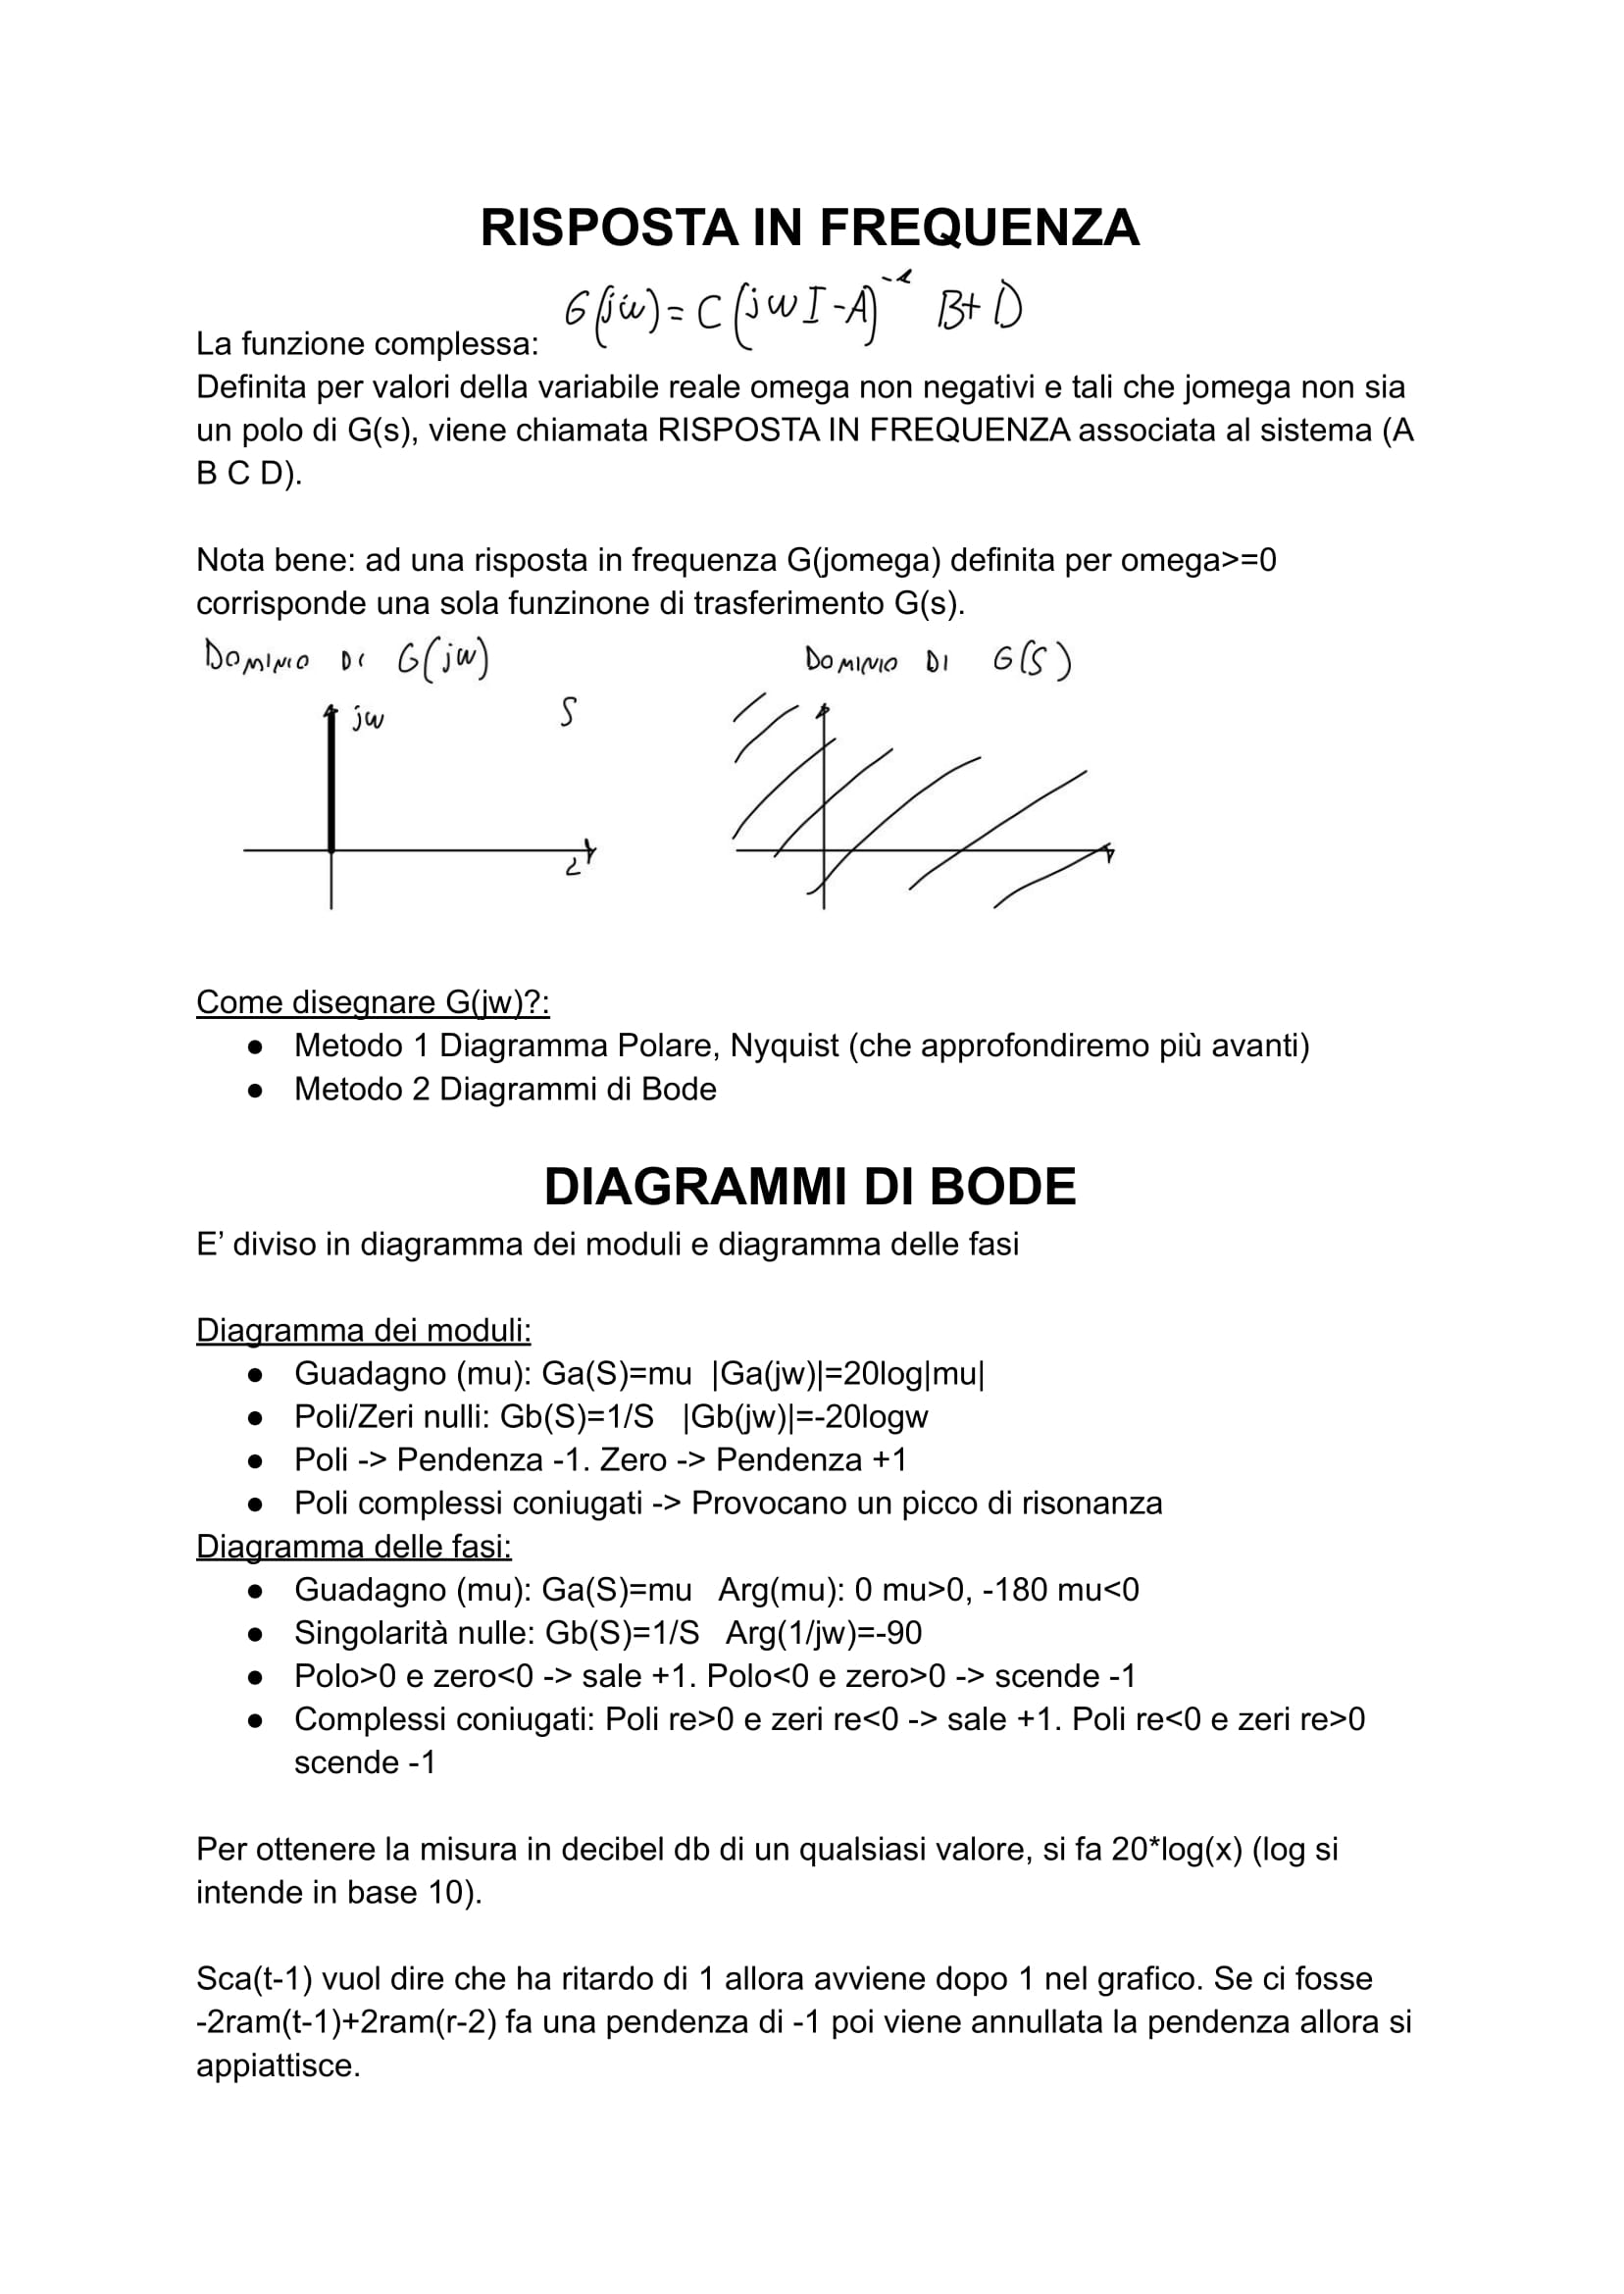 RISPOSTA IN FREQUENZA
La funzione complessa: G(jw)=C(jwI-A)^-1 B+D
Definita per valori della variabile reale omega non negativi e tali che jomega non sia
un polo di G(s), viene chiamata RISPOSTA IN FREQUENZA associata al sistema (A
B C D).
Nota bene: ad una risposta in frequenza G(jomega) definita per omega>=0
corrisponde una sola funzinone di trasferimento G(s).
DOMINIO DI G(jw)
jw
S
DOMINIO DI G(S)
Come disegnare G(jw)?:
● Metodo 1 Diagramma Polare, Nyquist (che approfondiremo più avanti)
● Metodo 2 Diagrammi di Bode
DIAGRAMMI DI BODE
E’ diviso in diagramma dei moduli e diagramma delle fasi
Diagramma dei moduli:
● Guadagno (mu): Ga(S)=mu |Ga(jw)|=20log|mu|
● Poli/Zeri nulli: Gb(S)=1/S |Gb(jw)|=-20logw
● Poli -> Pendenza -1. Zero -> Pendenza +1
● Poli complessi coniugati -> Provocano un picco di risonanza
Diagramma delle fasi:
● Guadagno (mu): Ga(S)=mu Arg(mu): 0 mu>0, -180 mu<0
● Singolarità nulle: Gb(S)=1/S Arg(1/jw)=-90
● Polo>0 e zero<0 -> sale +1. Polo<0 e zero>0 -> scende -1
● Complessi coniugati: Poli re>0 e zeri re<0 -> sale +1. Poli re<0 e zeri re>0
scende -1
Per ottenere la misura in decibel db di un qualsiasi valore, si fa 20*log(x) (log si
intende in base 10).
Sca(t-1) vuol dire che ha ritardo di 1 allora avviene dopo 1 nel grafico. Se ci fosse
-2ram(t-1)+2ram(r-2) fa una pendenza di -1 poi viene annullata la pendenza allora si
appiattisce.